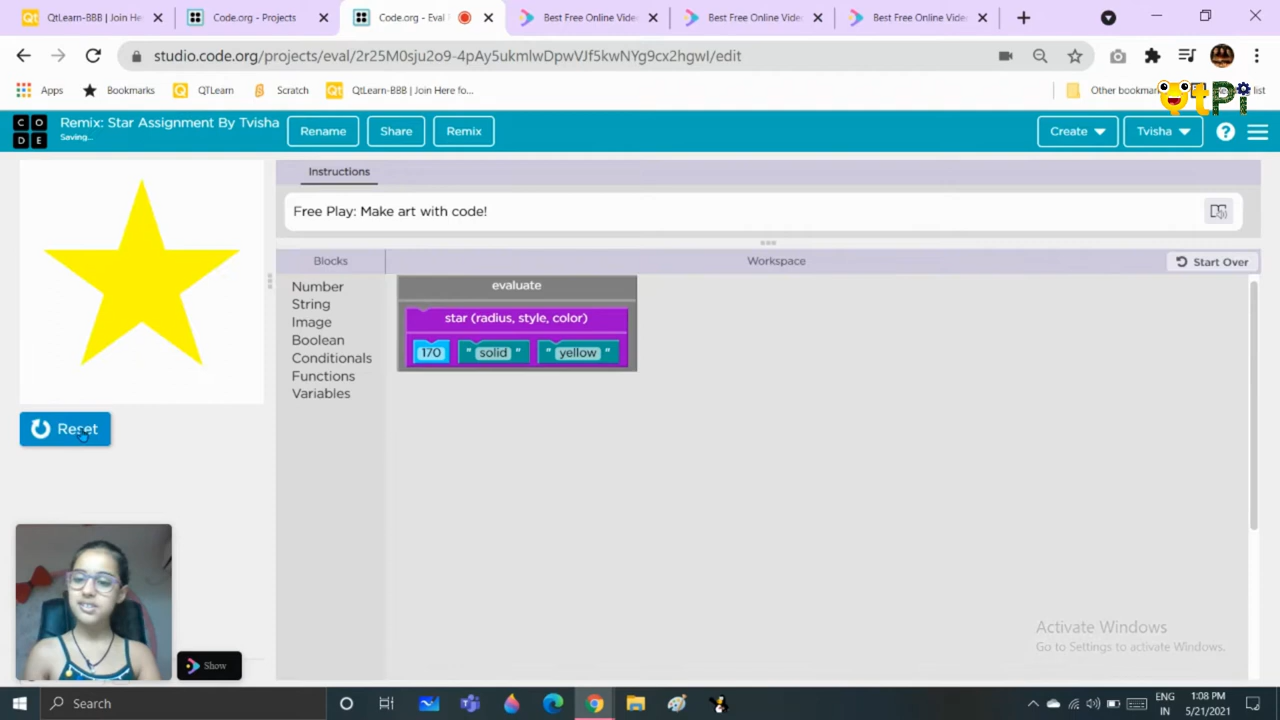 QtLearn-BBB | Join He
Code.org - Projects
Code.org - Eval
Best Free Online Vide
Best Free Online Vide
Best Free Online Vide
studio.code.org/projects/eval/2r25M0sju2o9-4pAy5ukmlwDpwVJf5kwNYg9cx2hgwI/edit
Apps
Bookmarks
QTLearn
Scratch
QtLearn-BBB | Join Here fo...
Other bookmar
list
QtPi
CODE
Remix: Star Assignment By Tvisha
Saving...
Rename
Share
Remix
Create
Tvisha
?
Instructions
Free Play: Make art with code!
Blocks
Workspace
Start Over
Number
String
Image
Boolean
Conditionals
Functions
Variables
evaluate
star (radius, style, color)
170 " solid " " yellow "
Reset
Show
Activate Windows
Go to Settings to activate Windows.
Search
ENG
IN
1:08 PM
5/21/2021